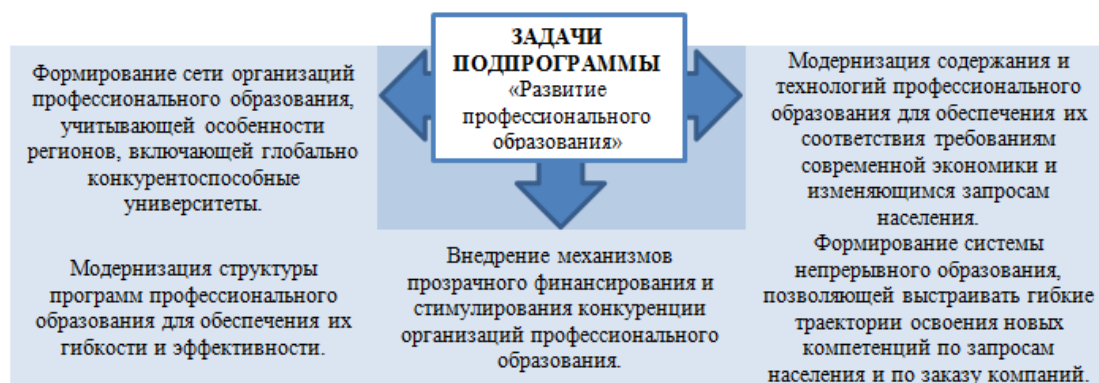 ЗАДАЧИ
ПОДПРОГРАММЫ
«Развитие
профессионального
образования»
Формирование сети организаций
профессионального образования,
учитывающей особенности
регионов, включающей глобально
конкурентоспособные
университеты.
Модернизация структуры
программ профессионального
образования для обеспечения их
гибкости и эффективности.
Внедрение механизмов
прозрачного финансирования и
стимулирования конкуренции
организаций профессионального
образования.
Модернизация содержания и
технологий профессионального
образования для обеспечения их
соответствия требованиям
современной экономики и
изменяющимся запросам
населения.
Формирование системы
непрерывного образования,
позволяющей выстраивать гибкие
траектории освоения новых
компетенций по запросам
населения и по заказу компаний.